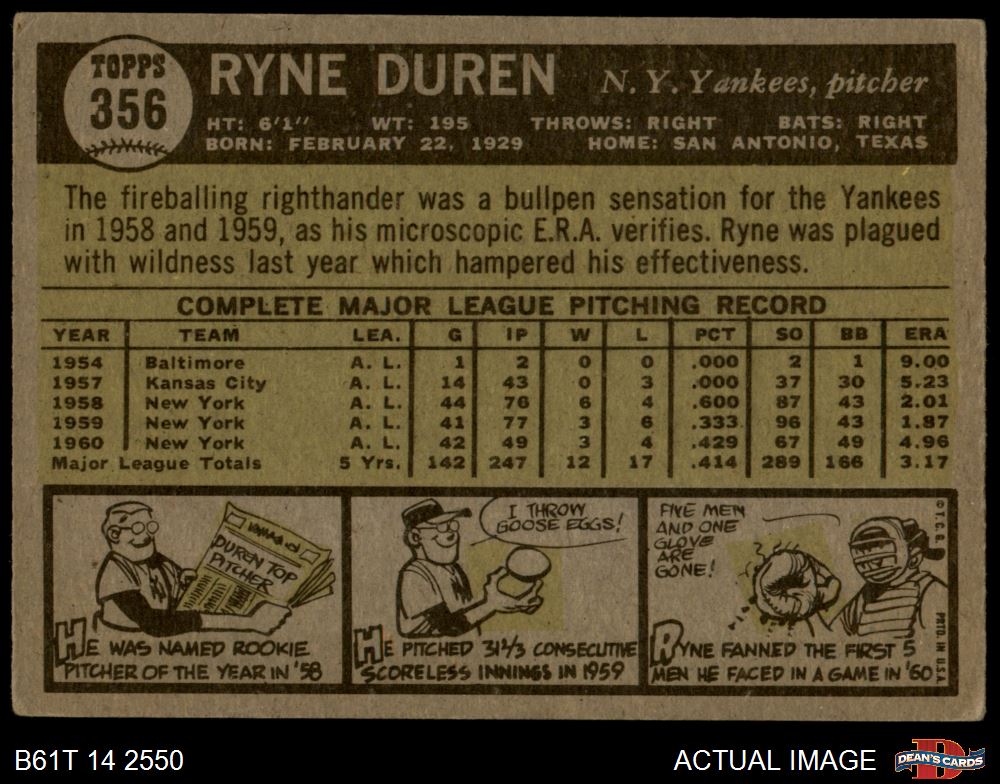 TOPPS
356
RYNE DUREN N. Y. Yankees, pitcher
HT: 6'1" WT: 195 THROWS: RIGHT BATS: RIGHT
BORN: FEBRUARY 22, 1929 HOME: SAN ANTONIO, TEXAS
The fireballing righthander was a bullpen sensation for the Yankees
in 1958 and 1959, as his microscopic E.R.A. verifies. Ryne was plagued
with wildness last year which hampered his effectiveness.
COMPLETE MAJOR LEAGUE PITCHING RECORD
YEAR TEAM LEA. G IP W L PCT SO BB ERA
1954 Baltimore A. L. 1 2 0 0 .000 2 1 9.00
1957 Kansas City A. L. 14 43 0 3 .000 37 30 5.23
1958 New York A. L. 44 76 6 4 .600 87 43 2.01
1959 New York A. L. 41 77 3 6 .333 96 43 1.87
1960 New York A. L. 42 49 3 4 .429 67 49 4.96
Major League Totals 5 Yrs. 142 247 12 17 .414 289 166 3.17
DUREN TOP
PITCHER
HE WAS NAMED ROOKIE
PITCHER OF THE YEAR IN '58
I THROW
GOOSE EGGS!
HE PITCHED 31 1/3 CONSECUTIVE
SCORELESS INNINGS IN 1959
FIVE MEN
AND ONE
GLOVE
ARE
GONE!
RYNE FANNED THE FIRST 5
MEN HE FACED IN A GAME IN '60
© T.C.G. PRTD. IN U.S.A.
B61T 14 2550
ACTUAL IMAGE
DEAN'S CARDS